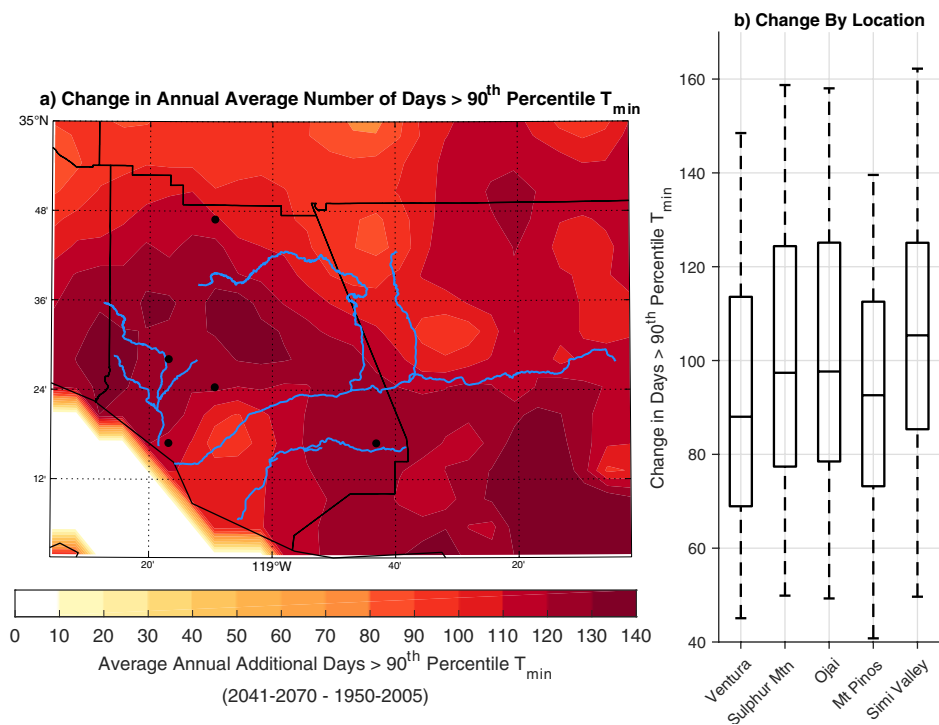 a) Change in Annual Average Number of Days > 90th Percentile Tmin
35°N
48'
36'
24'
12'
20'
119°W
40'
20'
0 10 20 30 40 50 60 70 80 90 100 110 120 130 140
Average Annual Additional Days > 90th Percentile Tmin
(2041-2070 - 1950-2005)
b) Change By Location
Change in Days > 90th Percentile Tmin
160
140
120
100
80
60
40
Ventura
Sulphur Mtn
Ojai
Mt Pinos
Simi Valley